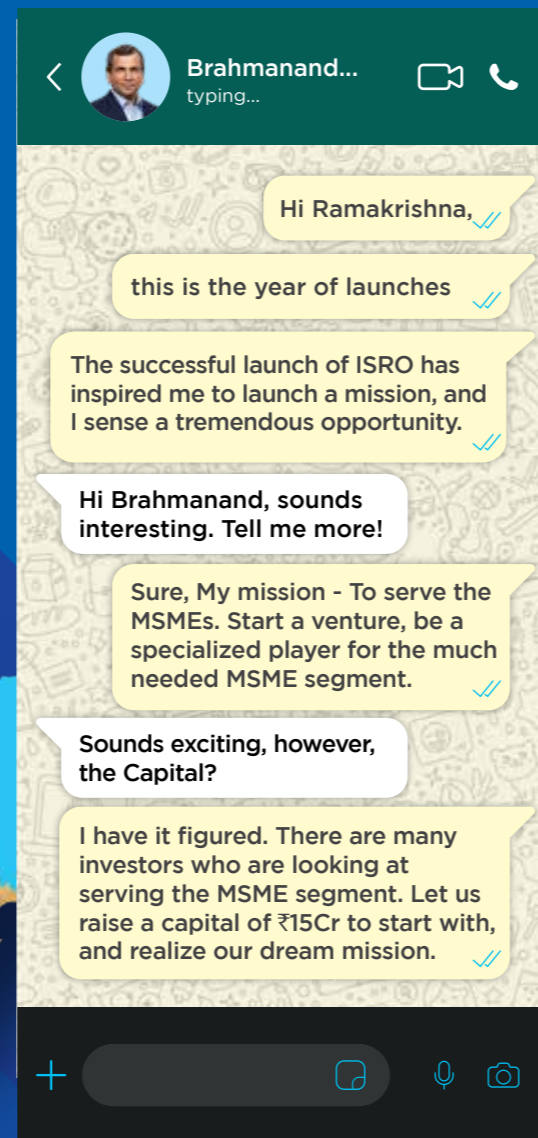 Brahmanand...
typing...
Hi Ramakrishna,
this is the year of launches
The successful launch of ISRO has
inspired me to launch a mission, and
I sense a tremendous opportunity.
Hi Brahmanand, sounds
interesting. Tell me more!
Sure, My mission - To serve the
MSMEs. Start a venture, be a
specialized player for the much
needed MSME segment.
Sounds exciting, however,
the Capital?
I have it figured. There are many
investors who are looking at
serving the MSME segment. Let us
raise a capital of ₹15Cr to start with,
and realize our dream mission.